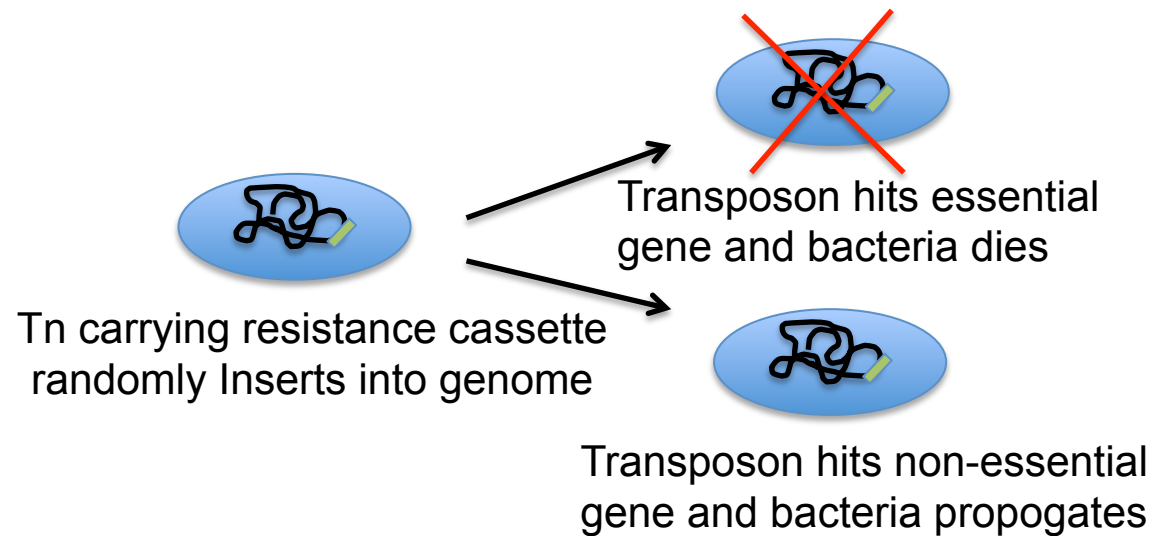 Transposon hits essential
gene and bacteria dies
Tn carrying resistance cassette
randomly Inserts into genome
Transposon hits non-essential
gene and bacteria propogates